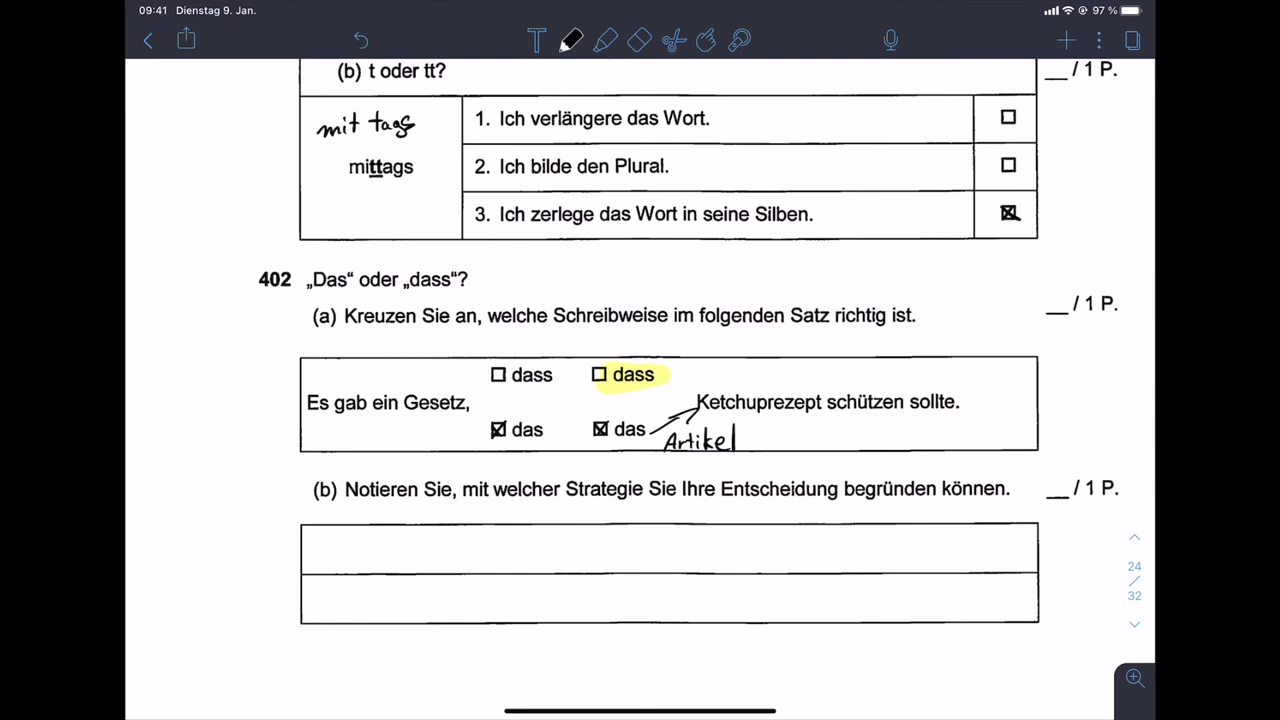 09:41 Dienstag 9. Jan.
97 %
(b) t oder tt?
__ / 1 P.
mit tags
mittags
1. Ich verlängere das Wort.
2. Ich bilde den Plural.
3. Ich zerlege das Wort in seine Silben.
402 „Das“ oder „dass“?
(a) Kreuzen Sie an, welche Schreibweise im folgenden Satz richtig ist.
__ / 1 P.
dass dass
Es gab ein Gesetz, Ketchuprezept schützen sollte.
das das
Artikel
(b) Notieren Sie, mit welcher Strategie Sie Ihre Entscheidung begründen können.
__ / 1 P.
24
/
32